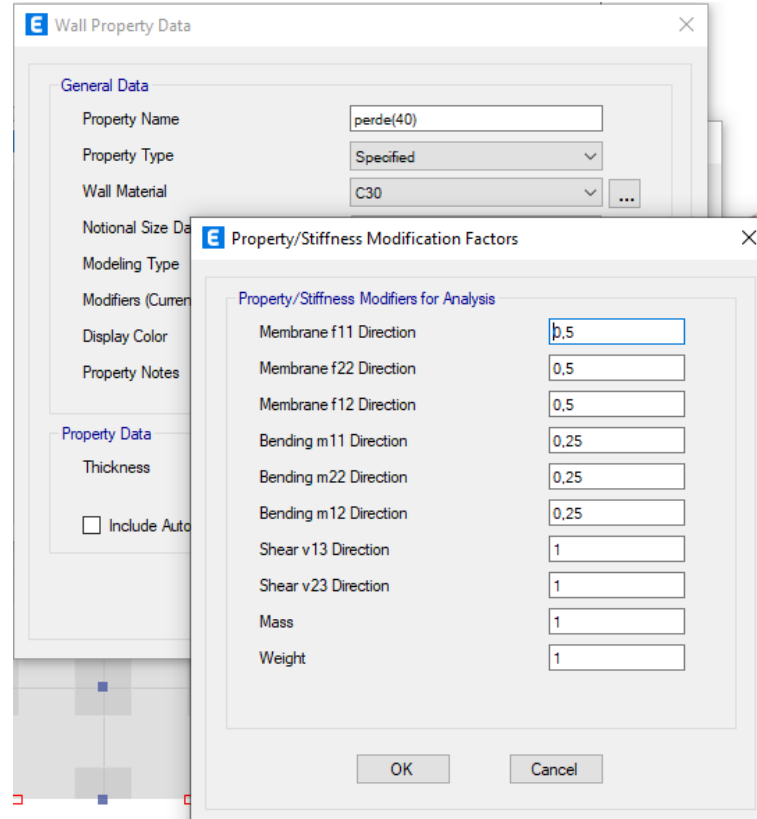 E Wall Property Data
General Data
Property Name perde(40)
Property Type Specified
Wall Material C30 ...
Notional Size Da
Modeling Type
Modifiers (Curren
Display Color
Property Notes
Property Data
Thickness
Include Auto
E Property/Stiffness Modification Factors
Property/Stiffness Modifiers for Analysis
Membrane f11 Direction 0,5
Membrane f22 Direction 0,5
Membrane f12 Direction 0,5
Bending m11 Direction 0,25
Bending m22 Direction 0,25
Bending m12 Direction 0,25
Shear v13 Direction 1
Shear v23 Direction 1
Mass 1
Weight 1
OK Cancel